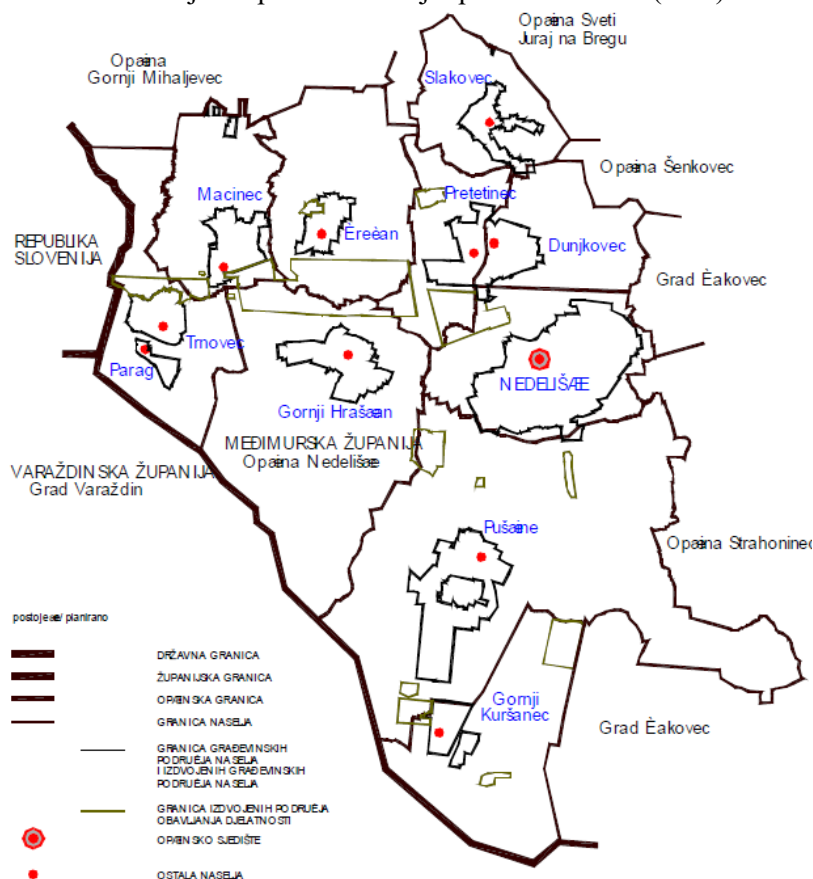 Opæina Sveti
Juraj na Bregu
Opæina
Gornji Mihaljevec
Slakovec
Opæina Šenkovec
Macinec
Pretetinec
Èreèan
Dunjkovec
REPUBLIKA
SLOVENIJA
Grad Èakovec
Trnovec
Parag
NEDELIŠÆE
Gornji Hrašæan
MEÐIMURSKA ŽUPANIJA
Opæina Nedelišæe
VARAŽDINSKA ŽUPANIJA
Grad Varaždin
Pušæine
Opæina Strahoninec
Gornji
Kuršanec
Grad Èakovec
postojeæe/ planirano
DRŽAVNA GRANICA
ŽUPANIJSKA GRANICA
OPÆINSKA GRANICA
GRANICA NASELJA
GRANICA GRAÐEVINSKIH
PODRUÈJA NASELJA
I IZDVOJENIH GRAÐEVINSKIH
PODRUÈJA NASELJA
GRANICA IZDVOJENIH PODRUÈJA
OBAVLJANJA DJELATNOSTI
OPÆINSKO SJEDIŠTE
OSTALA NASELJA